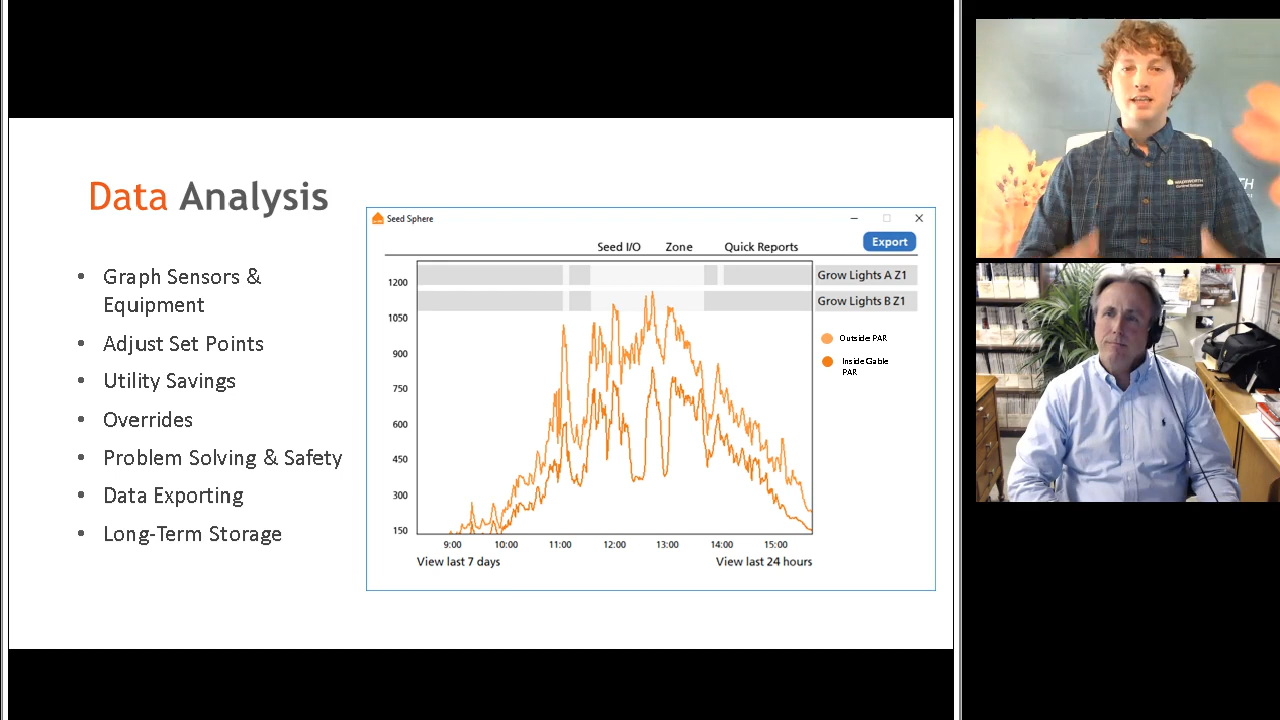 Data Analysis
• Graph Sensors &
Equipment
• Adjust Set Points
• Utility Savings
• Overrides
• Problem Solving & Safety
• Data Exporting
• Long-Term Storage
Seed Sphere
Seed I/O Zone Quick Reports Export
Grow Lights A Z1
Grow Lights B Z1
1200
1050
900
750
600
450
300
150
Outside PAR
Inside Gable
PAR
9:00 10:00 11:00 12:00 13:00 14:00 15:00
View last 7 days View last 24 hours
WADSWORTH